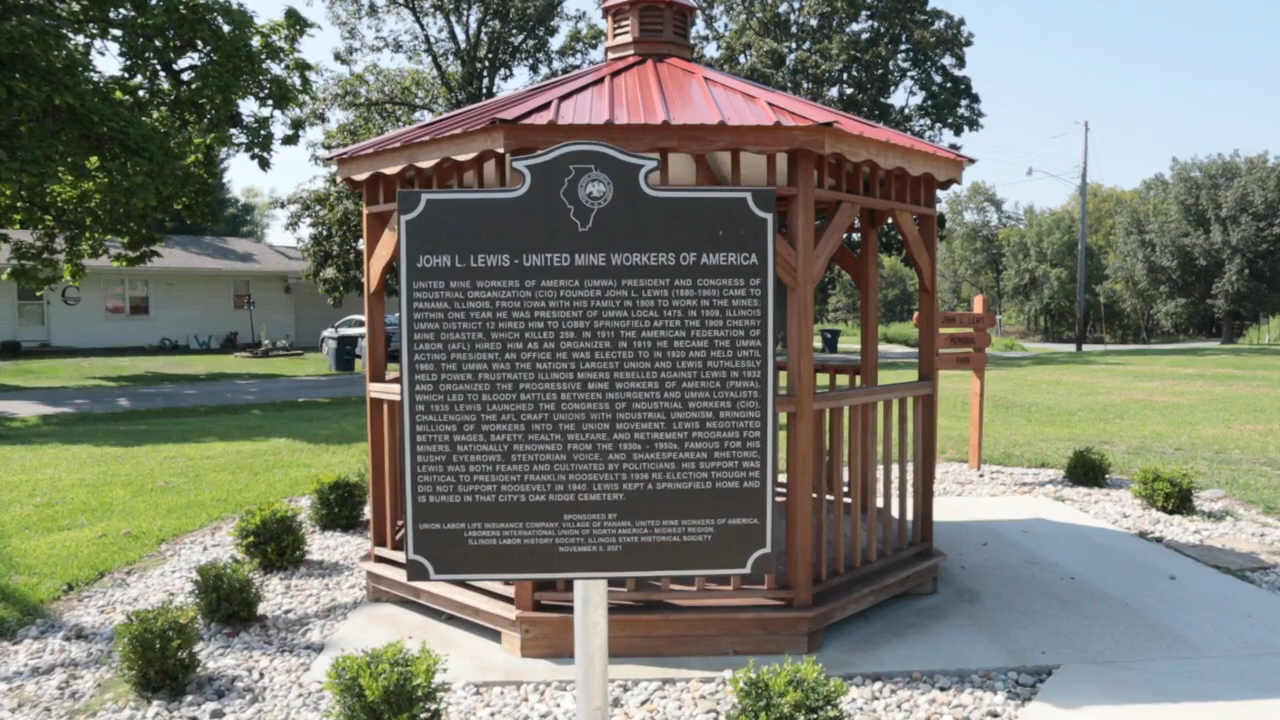 JOHN L. LEWIS - UNITED MINE WORKERS OF AMERICA
UNITED MINE WORKERS OF AMERICA (UMWA) PRESIDENT AND CONGRESS OF
INDUSTRIAL ORGANIZATION (CIO) FOUNDER JOHN L. LEWIS (1880-1969) CAME TO
PANAMA, ILLINOIS, FROM IOWA WITH HIS FAMILY IN 1908 TO WORK IN THE MINES;
WITHIN ONE YEAR HE WAS PRESIDENT OF UMWA LOCAL 1475. IN 1909, ILLINOIS
UMWA DISTRICT 12 HIRED HIM TO LOBBY SPRINGFIELD AFTER THE 1909 CHERRY
MINE DISASTER, WHICH KILLED 259. IN 1911 THE AMERICAN FEDERATION OF
LABOR (AFL) HIRED HIM AS AN ORGANIZER. IN 1919 HE BECAME THE UMWA
ACTING PRESIDENT, AN OFFICE HE WAS ELECTED TO IN 1920 AND HELD UNTIL
1960. THE UMWA WAS THE NATION'S LARGEST UNION AND LEWIS RUTHLESSLY
HELD POWER. FRUSTRATED ILLINOIS MINERS REBELLED AGAINST LEWIS IN 1932
AND ORGANIZED THE PROGRESSIVE MINE WORKERS OF AMERICA (PMWA),
WHICH LED TO BLOODY BATTLES BETWEEN INSURGENTS AND UMWA LOYALISTS.
IN 1935 LEWIS LAUNCHED THE CONGRESS OF INDUSTRIAL WORKERS (CIO),
CHALLENGING THE AFL CRAFT UNIONS WITH INDUSTRIAL UNIONISM, BRINGING
MILLIONS OF WORKERS INTO THE UNION MOVEMENT. LEWIS NEGOTIATED
BETTER WAGES, SAFETY, HEALTH, WELFARE, AND RETIREMENT PROGRAMS FOR
MINERS. NATIONALLY RENOWNED FROM THE 1930s - 1950s, FAMOUS FOR HIS
BUSHY EYEBROWS, STENTORIAN VOICE, AND SHAKESPEAREAN RHETORIC,
LEWIS WAS BOTH FEARED AND CULTIVATED BY POLITICIANS. HIS SUPPORT WAS
CRITICAL TO PRESIDENT FRANKLIN ROOSEVELT'S 1936 RE-ELECTION THOUGH HE
DID NOT SUPPORT ROOSEVELT IN 1940. LEWIS KEPT A SPRINGFIELD HOME AND
IS BURIED IN THAT CITY'S OAK RIDGE CEMETERY.
SPONSORED BY
UNION LABOR LIFE INSURANCE COMPANY, VILLAGE OF PANAMA, UNITED MINE WORKERS OF AMERICA,
LABORERS INTERNATIONAL UNION OF NORTH AMERICA - MIDWEST REGION,
ILLINOIS LABOR HISTORY SOCIETY, ILLINOIS STATE HISTORICAL SOCIETY
NOVEMBER 5, 2021
JOHN L. LEWIS
MEMORIAL
PARK